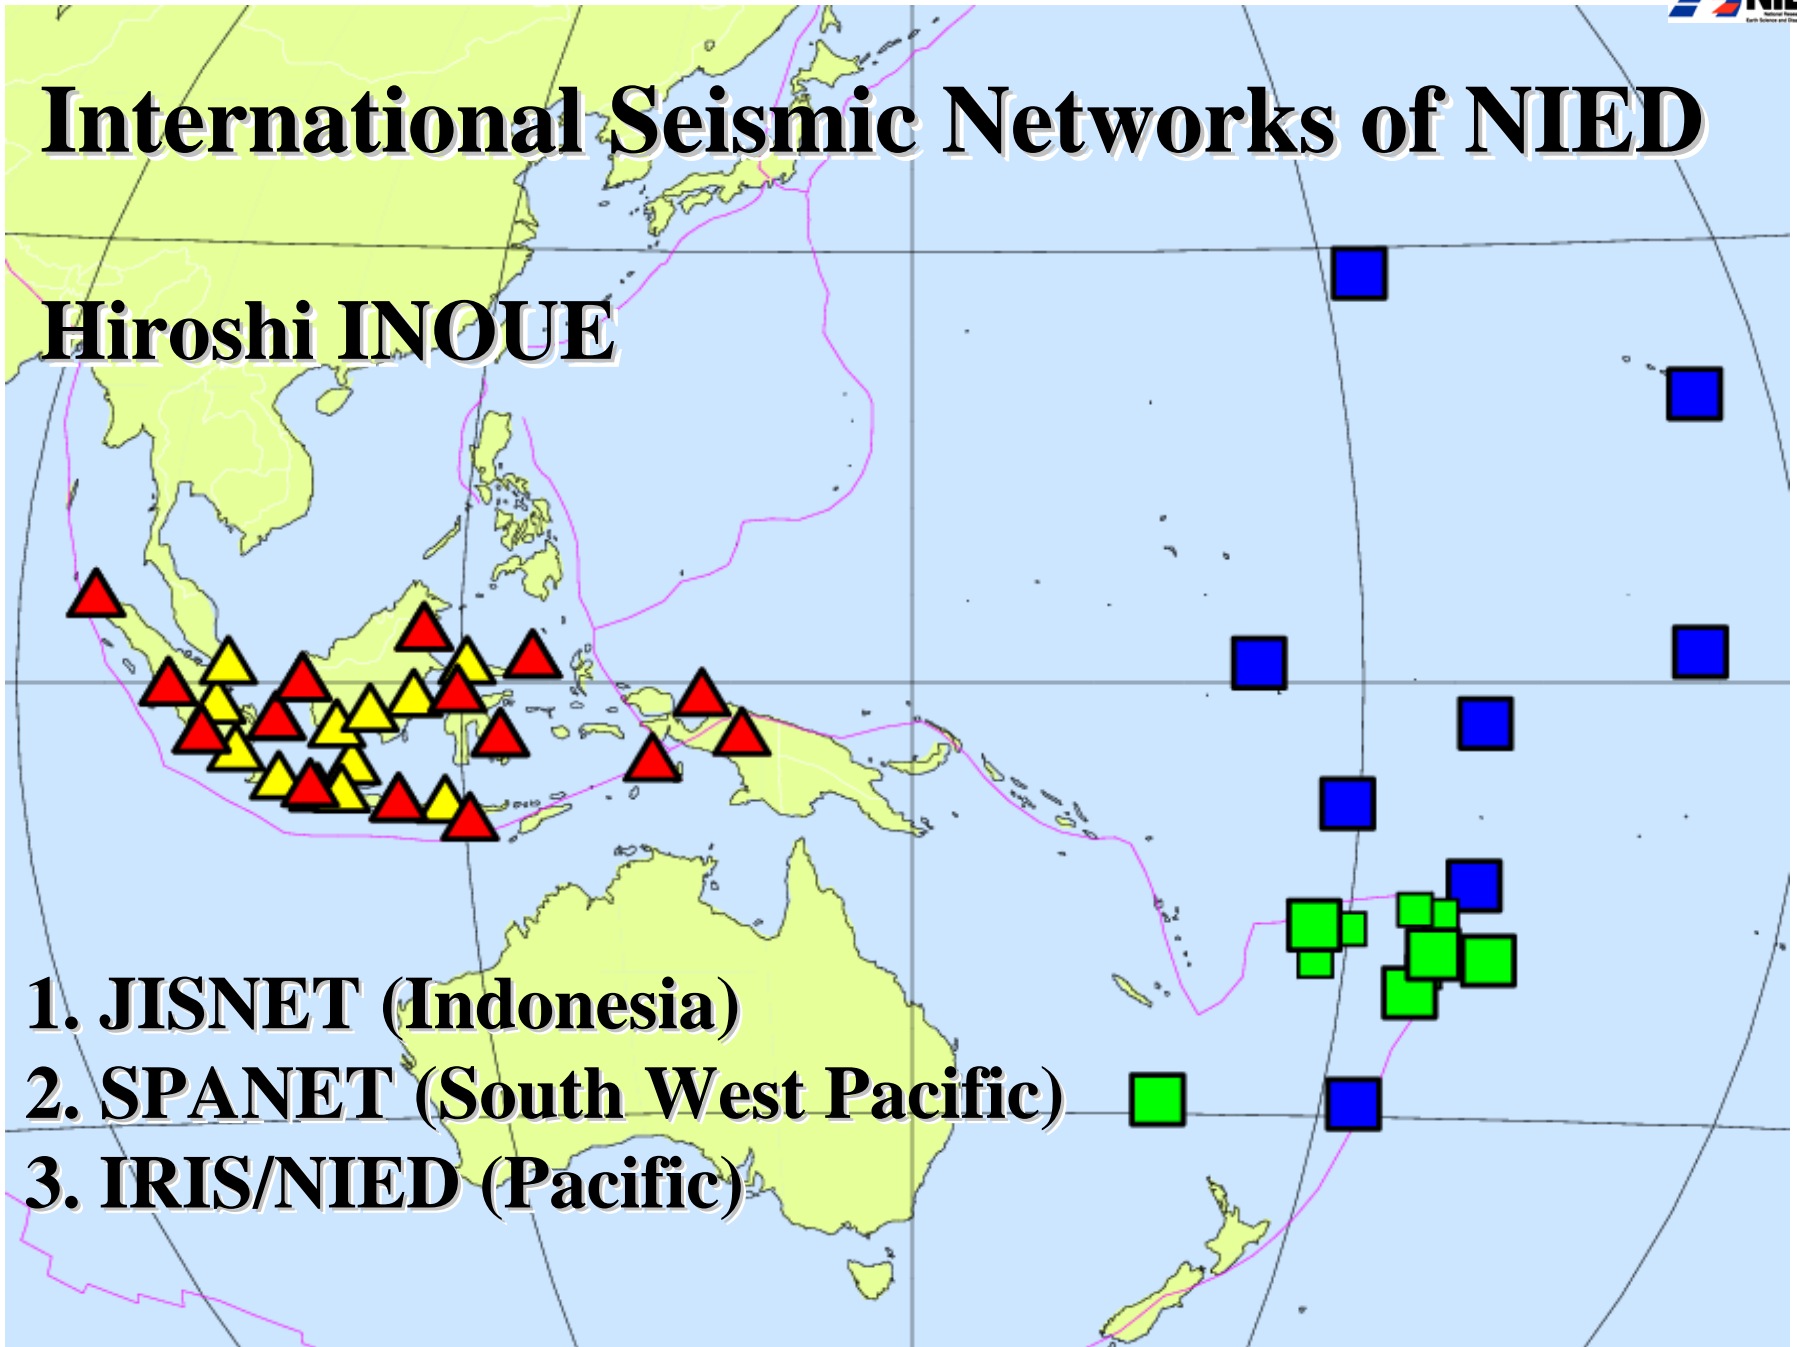 International Seismic Networks of NIED
Hiroshi INOUE
1. JISNET (Indonesia)
2. SPANET (South West Pacific)
3. IRIS/NIED (Pacific)